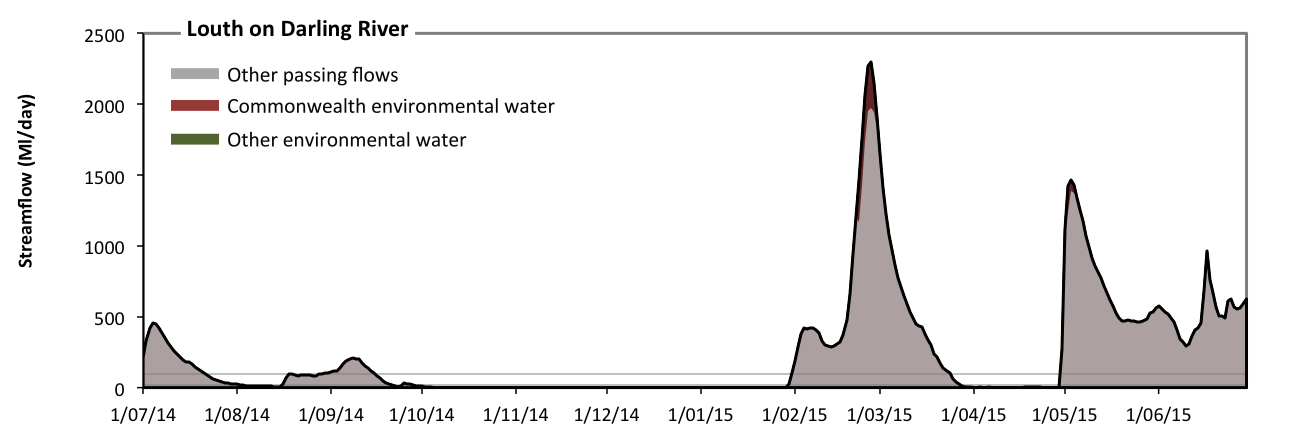 Louth on Darling River
Streamflow (Ml/day)
2500
2000
1500
1000
500
0
Other passing flows
Commonwealth environmental water
Other environmental water
1/07/14 1/08/14 1/09/14 1/10/14 1/11/14 1/12/14 1/01/15 1/02/15 1/03/15 1/04/15 1/05/15 1/06/15